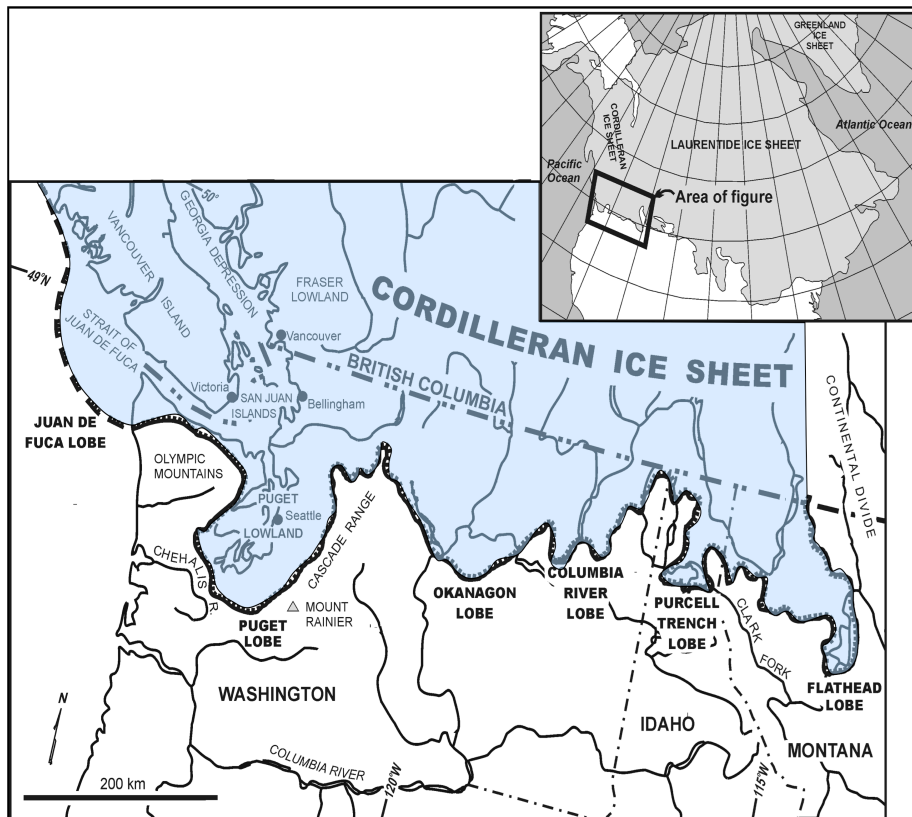 GREENLAND
ICE
SHEET
CORDILLERAN
ICE SHEET
Atlantic Ocean
LAURENTIDE ICE SHEET
Pacific
Ocean
Area of figure
50°
49°N
VANCOUVER
ISLAND
GEORGIA DEPRESSION
FRASER
LOWLAND
CORDILLERAN ICE SHEET
STRAIT OF
JUAN DE FUCA
Vancouver
BRITISH COLUMBIA
Victoria
SAN JUAN
ISLANDS
Bellingham
CONTINENTAL DIVIDE
JUAN DE
FUCA LOBE
OLYMPIC
MOUNTAINS
PUGET
LOWLAND
Seattle
CASCADE RANGE
CHEHALIS R.
PUGET
LOBE
MOUNT
RAINIER
OKANAGON
LOBE
COLUMBIA
RIVER
LOBE
PURCELL
TRENCH
LOBE
CLARK
FORK
FLATHEAD
LOBE
N
WASHINGTON
IDAHO
MONTANA
COLUMBIA RIVER
200 km
120°W
115°W